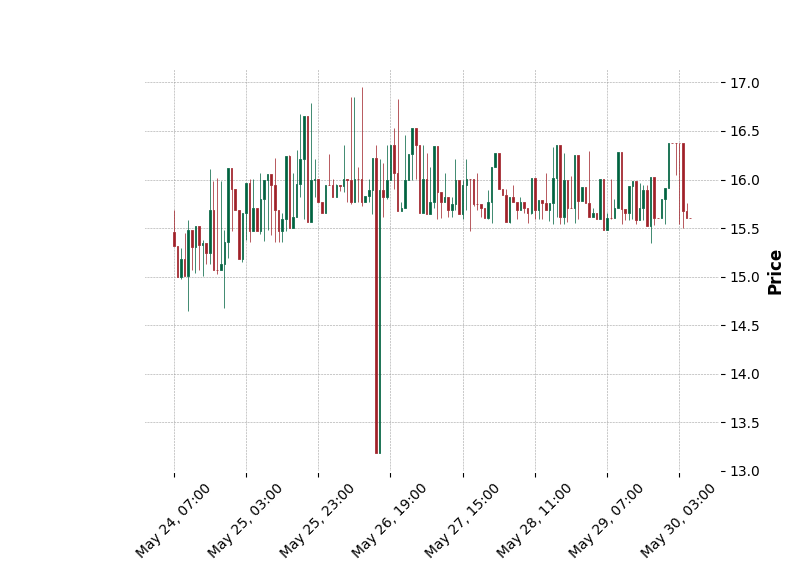 17.0
16.5
16.0
15.5
15.0
14.5
14.0
13.5
13.0
Price
May 24, 07:00
May 25, 03:00
May 25, 23:00
May 26, 19:00
May 27, 15:00
May 28, 11:00
May 29, 07:00
May 30, 03:00